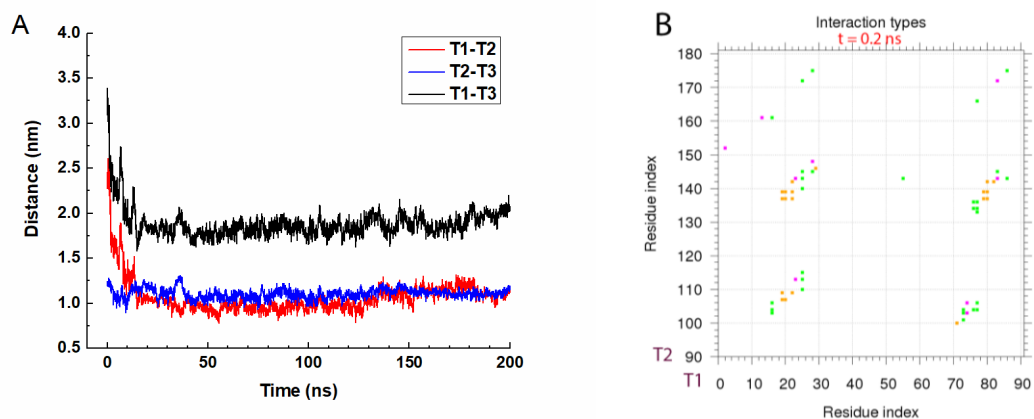 A
T1-T2
T2-T3
T1-T3
4.0
3.5
3.0
2.5
2.0
1.5
1.0
0.5
Distance (nm)
0 50 100 150 200
Time (ns)
B
Interaction types
t = 0.2 ns
180
170
160
150
140
130
120
110
100
90
Residue index
T2
T1
0 10 20 30 40 50 60 70 80 90
Residue index